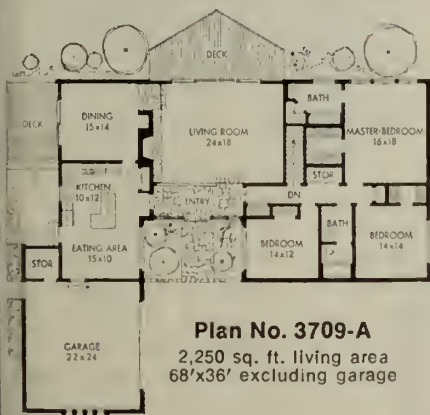 DECK
BATH
DECK
DINING
15x14
LIVING ROOM
24x18
MASTER-BEDROOM
16x18
STOR
KITCHEN
10x12
ENTRY
DN
BATH
EATING AREA
15x10
BEDROOM
14x12
BEDROOM
14x14
STOR
GARAGE
22x24
Plan No. 3709-A
2,250 sq. ft. living area
68'x36' excluding garage